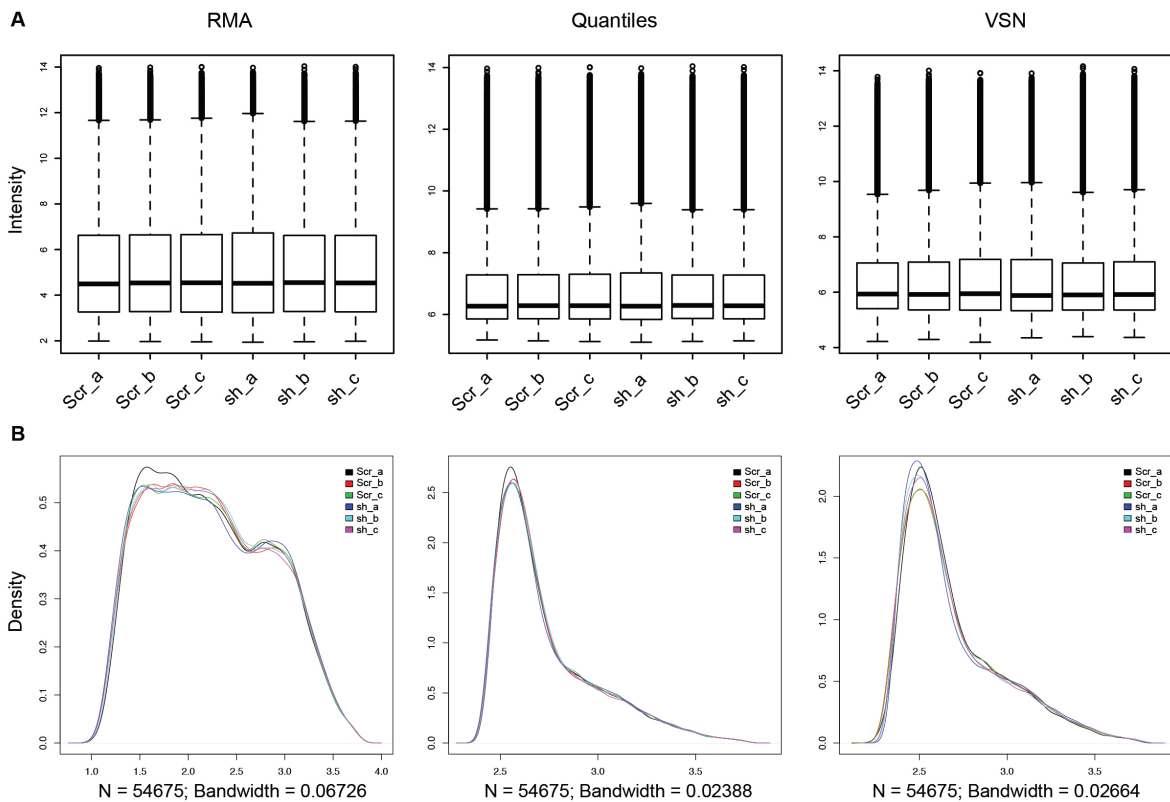 A
RMA
Quantiles
VSN
Intensity
14
12
10
8
6
4
2
Scr_a
Scr_b
Scr_c
sh_a
sh_b
sh_c
14
12
10
8
6
Scr_a
Scr_b
Scr_c
sh_a
sh_b
sh_c
14
12
10
8
6
4
Scr_a
Scr_b
Scr_c
sh_a
sh_b
sh_c
B
Density
0.5
0.4
0.3
0.2
0.1
0.0
Scr_a
Scr_b
Scr_c
sh_a
sh_b
sh_c
1.0 1.5 2.0 2.5 3.0 3.5 4.0
N = 54675; Bandwidth = 0.06726
2.5
2.0
1.5
1.0
0.5
0.0
Scr_a
Scr_b
Scr_c
sh_a
sh_b
sh_c
2.5 3.0 3.5
N = 54675; Bandwidth = 0.02388
2.0
1.5
1.0
0.5
0.0
Scr_a
Scr_b
Scr_c
sh_a
sh_b
sh_c
2.5 3.0 3.5
N = 54675; Bandwidth = 0.02664